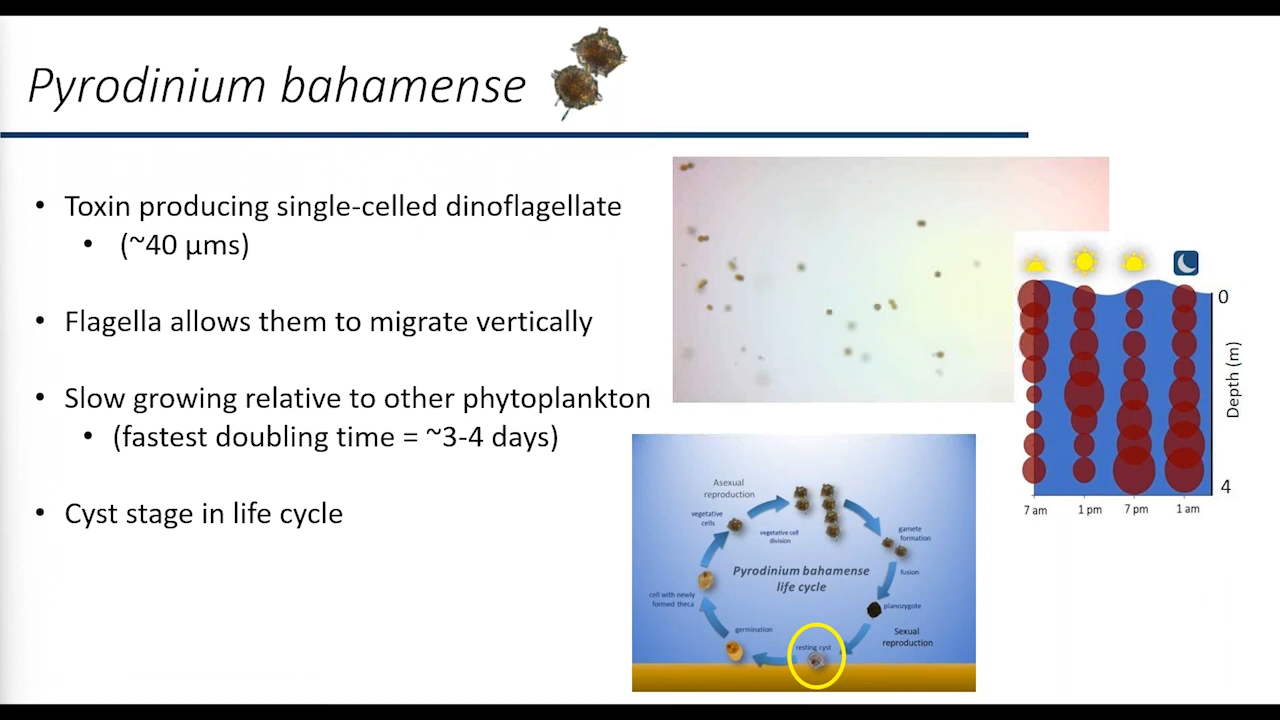 Pyrodinium bahamense
• Toxin producing single-celled dinoflagellate
• (~40 µms)
• Flagella allows them to migrate vertically
• Slow growing relative to other phytoplankton
• (fastest doubling time = ~3-4 days)
• Cyst stage in life cycle
0
Depth (m)
4
7 am
1 pm
7 pm
1 am
Asexual
reproduction
vegetative
cells
vegetative cell
division
gamete
formation
fusion
Pyrodinium bahamense
life cycle
cell with newly
formed theca
planozygote
germination
Sexual
reproduction
resting cyst